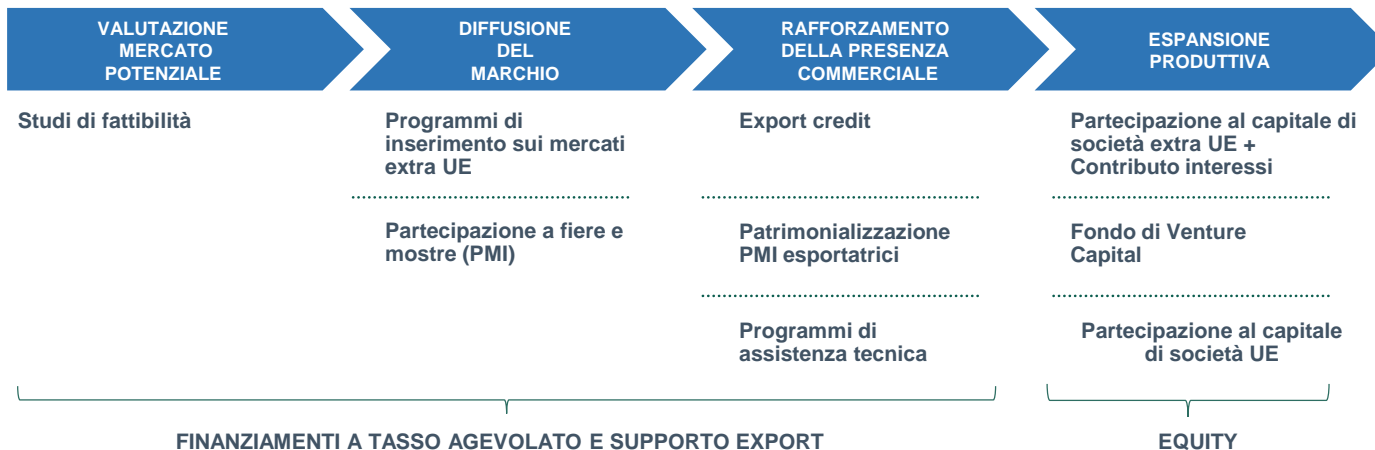 VALUTAZIONE
MERCATO
POTENZIALE
DIFFUSIONE
DEL
MARCHIO
RAFFORZAMENTO
DELLA PRESENZA
COMMERCIALE
ESPANSIONE
PRODUTTIVA
Studi di fattibilità
Programmi di
inserimento sui mercati
extra UE
Partecipazione a fiere e
mostre (PMI)
Export credit
Patrimonializzazione
PMI esportatrici
Programmi di
assistenza tecnica
Partecipazione al capitale di
società extra UE +
Contributo interessi
Fondo di Venture
Capital
Partecipazione al capitale
di società UE
FINANZIAMENTI A TASSO AGEVOLATO E SUPPORTO EXPORT
EQUITY